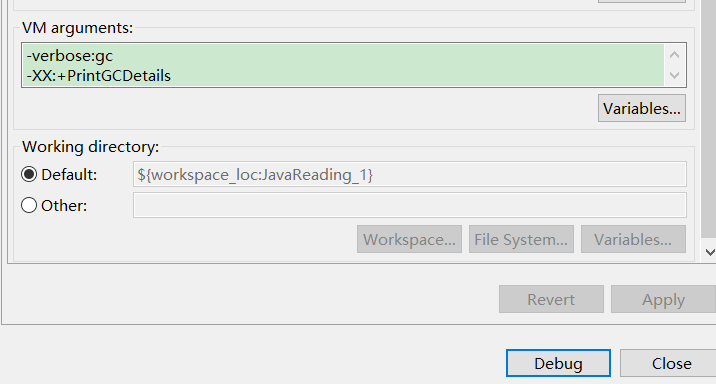 VM arguments:
-verbose:gc
-XX:+PrintGCDetails
Variables...
Working directory:
Default: ${workspace_loc:JavaReading_1}
Other:
Workspace... File System... Variables...
Revert Apply
Debug Close